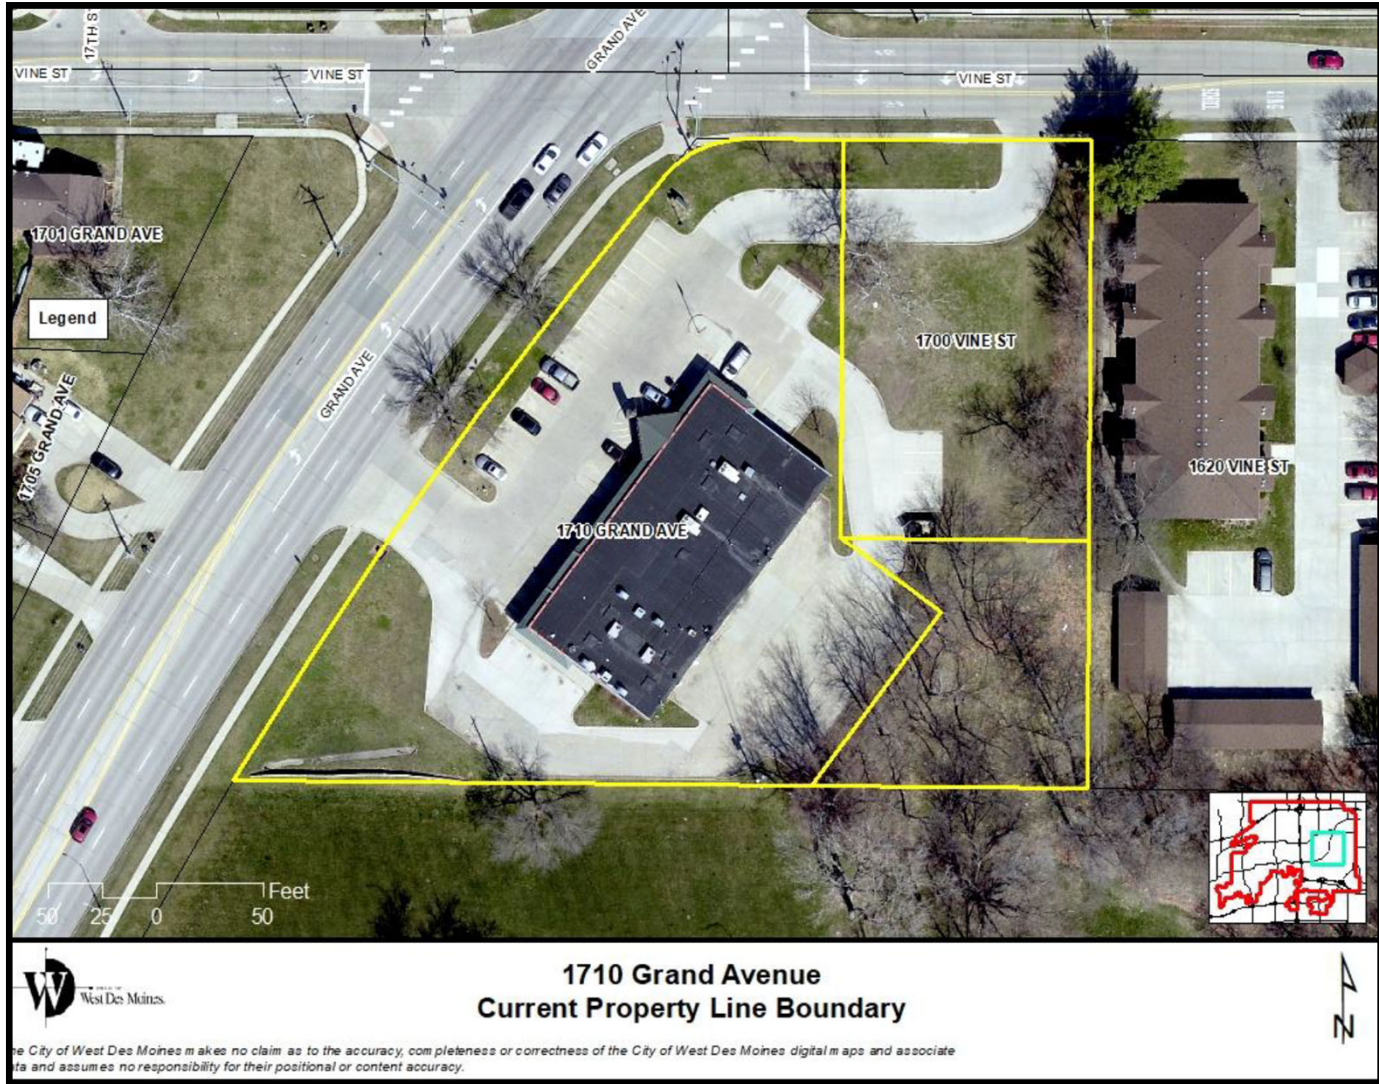 17TH S
GRAND AVE
VINE ST
VINE ST
VINE ST
1701 GRAND AVE
Legend
1700 VINE ST
GRAND AVE
1705 GRAND AVE
1620 VINE ST
1710 GRAND AVE
Feet
50 25 0 50
1710 Grand Avenue
Current Property Line Boundary
W
West Des Moines.
N
e City of West Des Moines makes no claim as to the accuracy, completeness or correctness of the City of West Des Moines digital maps and associate
ta and assumes no responsibility for their positional or content accuracy.